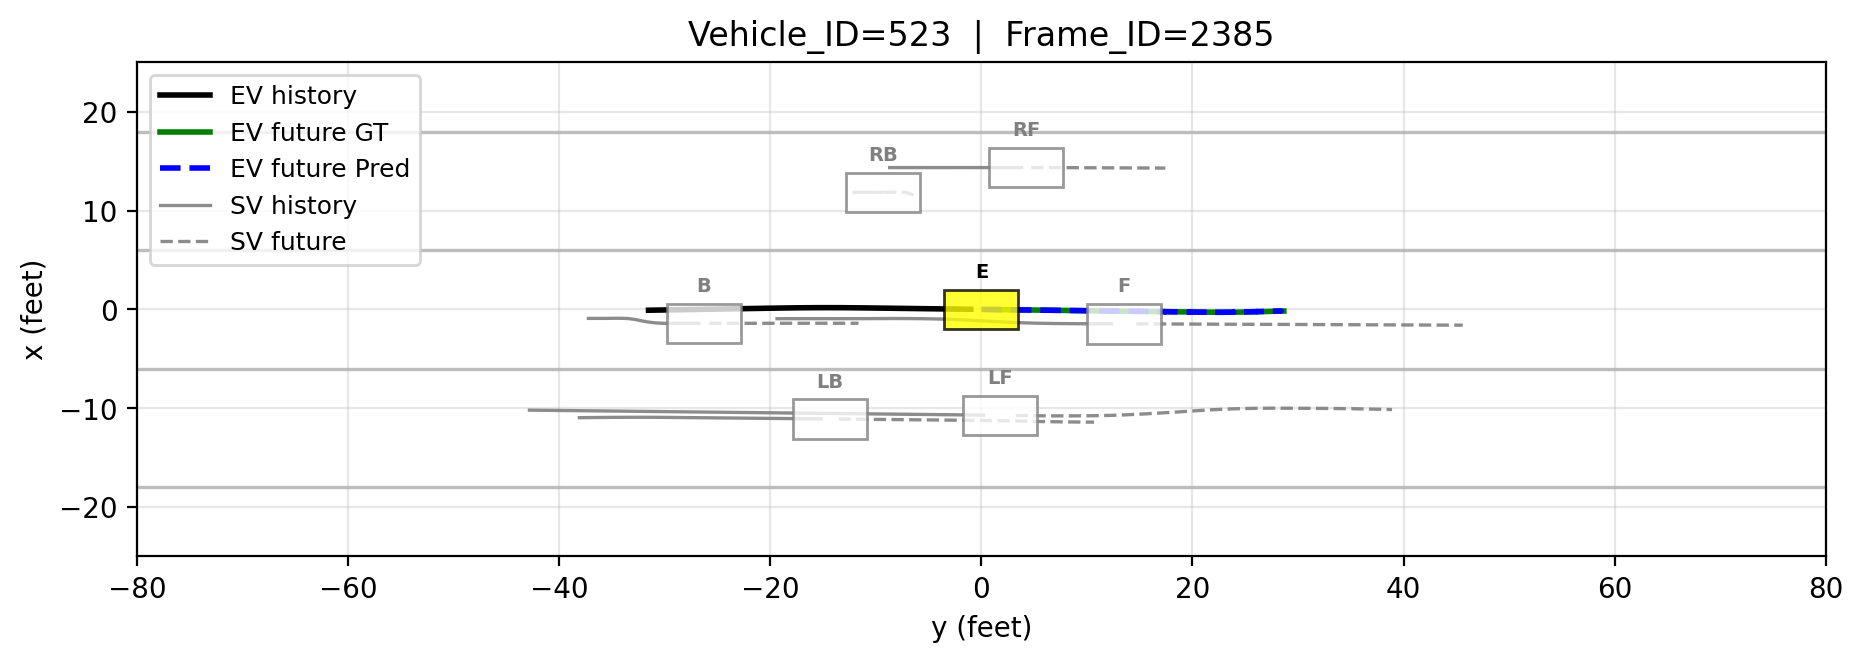 Vehicle_ID=523 | Frame_ID=2385
EV history
EV future GT
EV future Pred
SV history
SV future
RF
RB
E
B
F
LF
LB
20
10
0
−10
−20
x (feet)
−80
−60
−40
−20
0
20
40
60
80
y (feet)